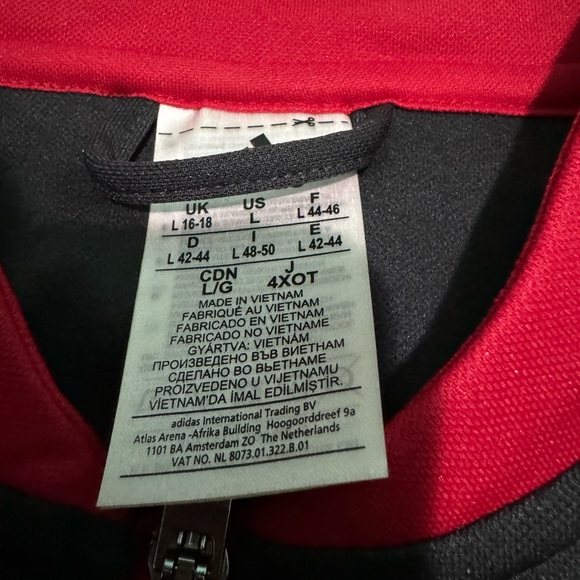 UK US F
L 16-18 L L 44-46
D I E
L 42-44 L 48-50 L 42-44
CDN J
L/G 4XOT
MADE IN VIETNAM
FABRIQUÉ AU VIETNAM
FABRICADO EN VIETNAM
FABRICADO NO VIETNAME
GYÁRTVA: VIETNÁM
ПРОИЗВЕДЕНО ВЪВ ВИЕТНАМ
СДЕЛАНО ВО ВЬЕТНАМЕ
PROIZVEDENO U VIJETNAMU
VİETNAM'DA IMAL EDİLMİŞTİR.
adidas International Trading BV
Atlas Arena -Afrika Building Hoogoorddreef 9a
1101 BA Amsterdam ZO The Netherlands
VAT NO. NL 8073.01.322.B.01